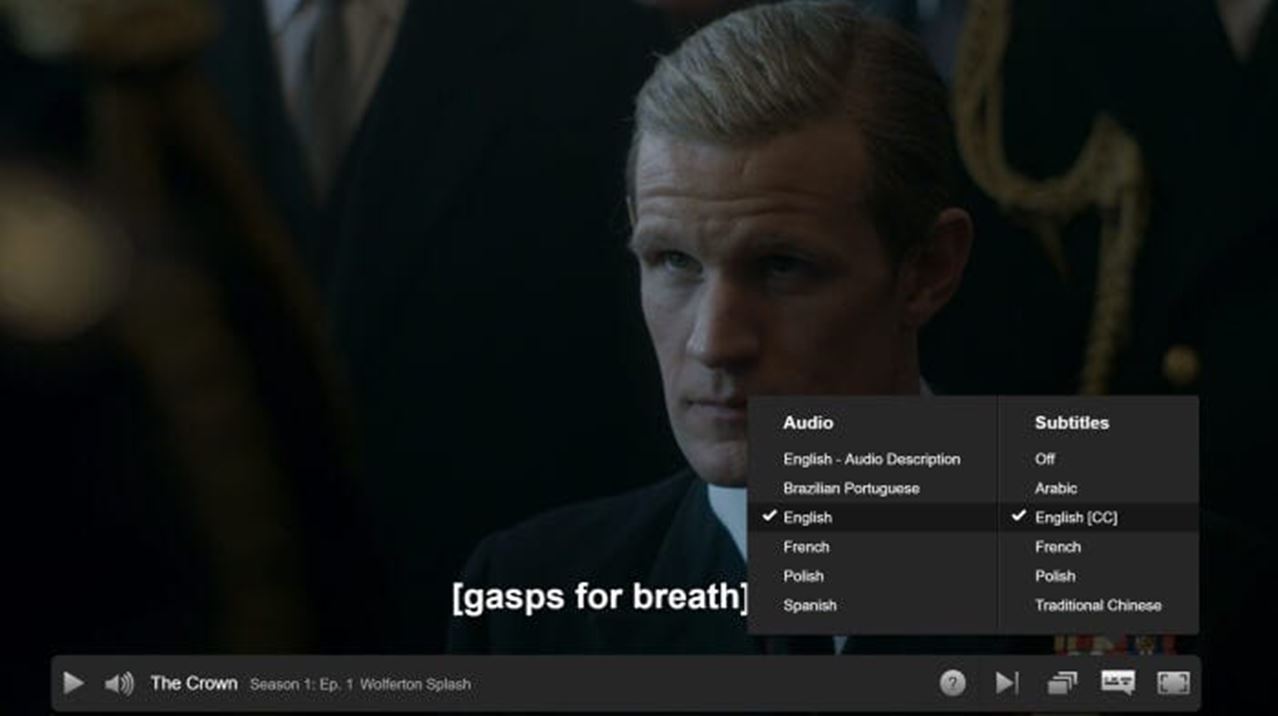 [gasps for breath]
Audio
English - Audio Description
Brazilian Portuguese
English
French
Polish
Spanish
Subtitles
Off
Arabic
English [CC]
French
Polish
Traditional Chinese
The Crown Season 1: Ep. 1 Wolferton Splash
?